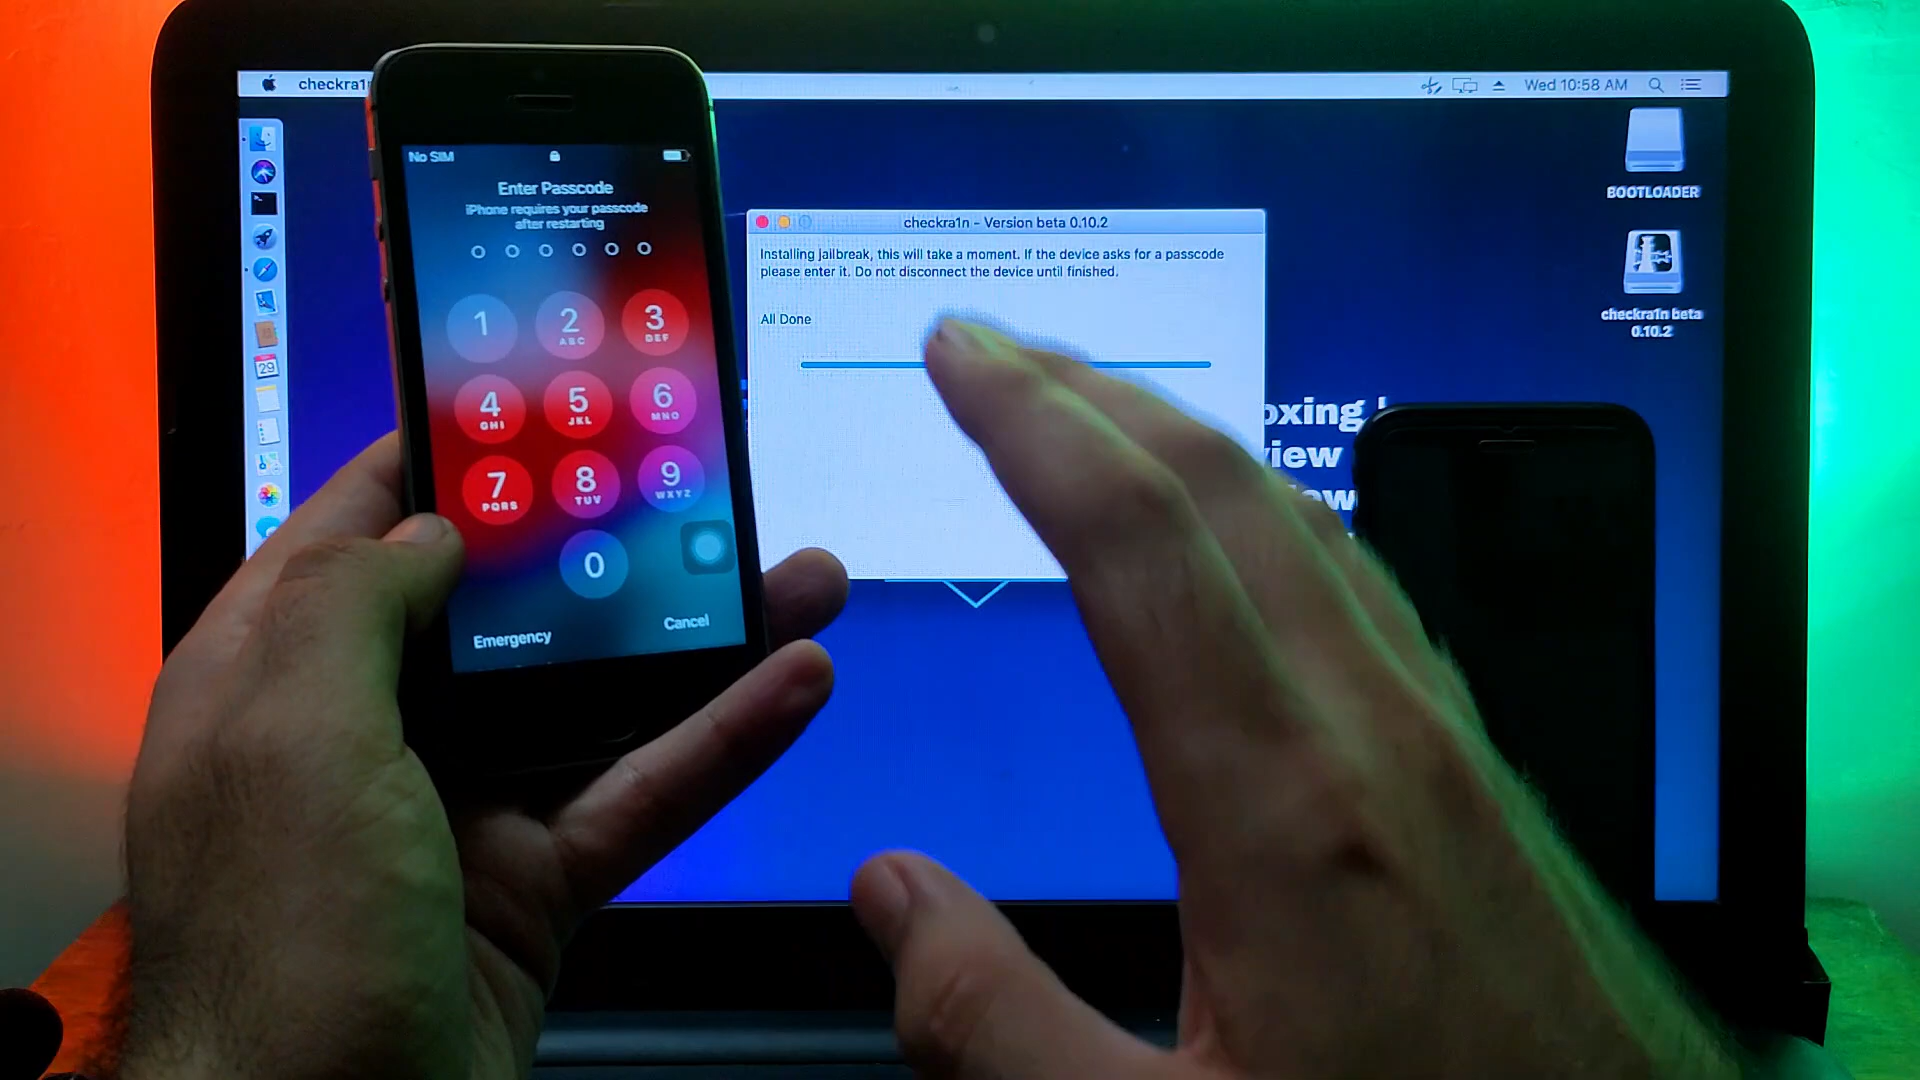 checkra1n
Wed 10:58 AM
29
BOOTLOADER
checkra1n beta
0.10.2
checkra1n - Version beta 0.10.2
Installing jailbreak, this will take a moment. If the device asks for a passcode
please enter it. Do not disconnect the device until finished.
All Done
oxing
iew
No SIM
Enter Passcode
iPhone requires your passcode
after restarting
1
2
ABC
3
DEF
4
GHI
5
JKL
6
MNO
7
PQRS
8
TUV
9
WXYZ
0
Emergency
Cancel